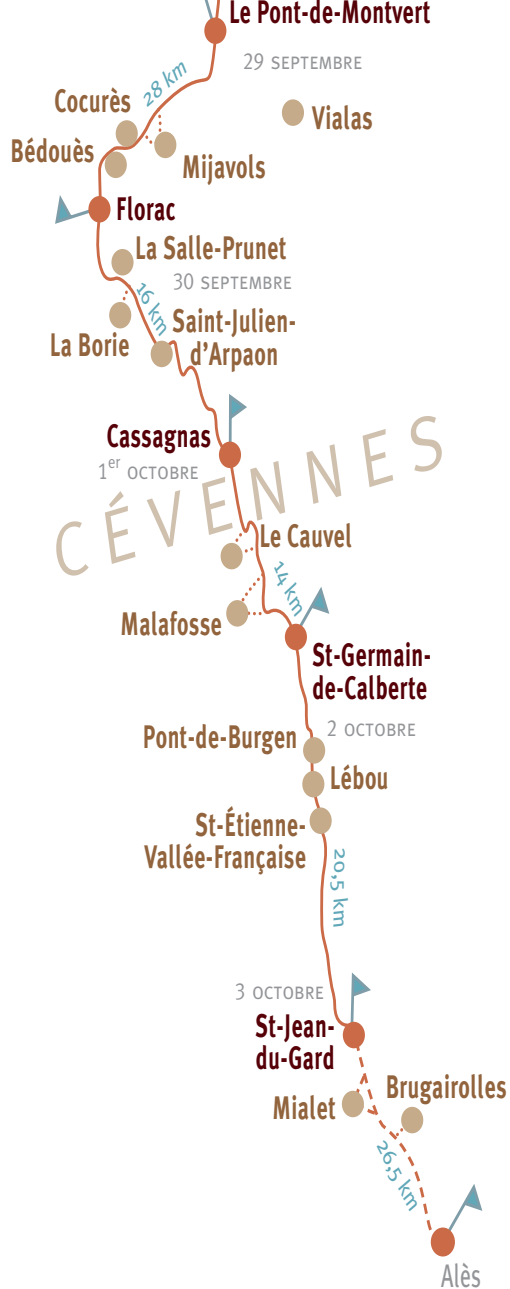 Le Pont-de-Montvert
29 SEPTEMBRE
28 km
Cocurès
Vialas
Bédouès
Mijavols
Florac
La Salle-Prunet
30 SEPTEMBRE
16 km
Saint-Julien-
d'Arpaon
La Borie
Cassagnas
1er OCTOBRE
CÉVENNES
Le Cauvel
14 km
Malafosse
St-Germain-
de-Calberte
2 OCTOBRE
Pont-de-Burgen
Lébou
St-Étienne-
Vallée-Française
20,5 km
3 OCTOBRE
St-Jean-
du-Gard
Brugairolles
Mialet
26,5 km
Alès